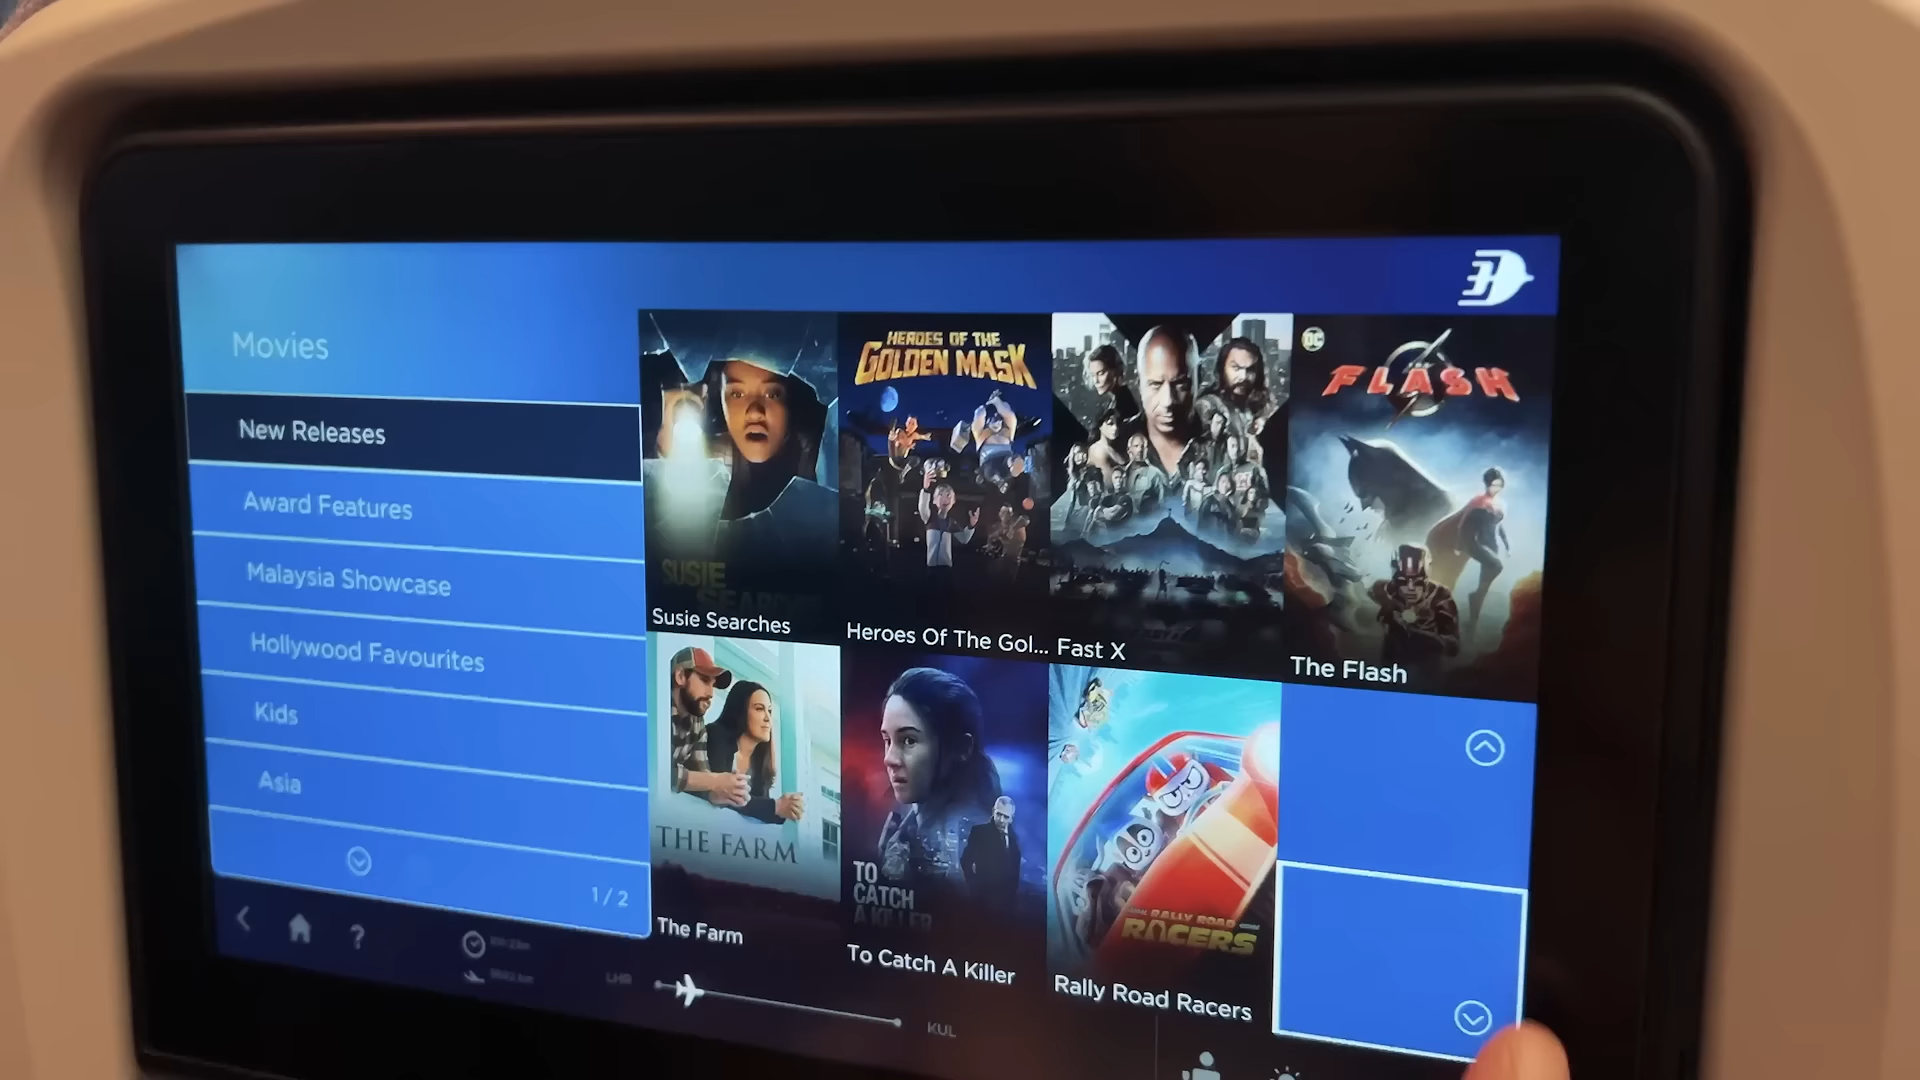 Movies
New Releases
Award Features
Malaysia Showcase
Hollywood Favourites
Kids
Asia
1 / 2
SUSIE
Susie Searches
HEROES OF THE
GOLDEN MASK
Heroes Of The Gol...
Fast X
DC
THE
FLASH
The Flash
THE FARM
The Farm
TO
CATCH
A KILLER
To Catch A Killer
RALLY ROAD
RACERS
Rally Road Racers
?
LHR
KUL